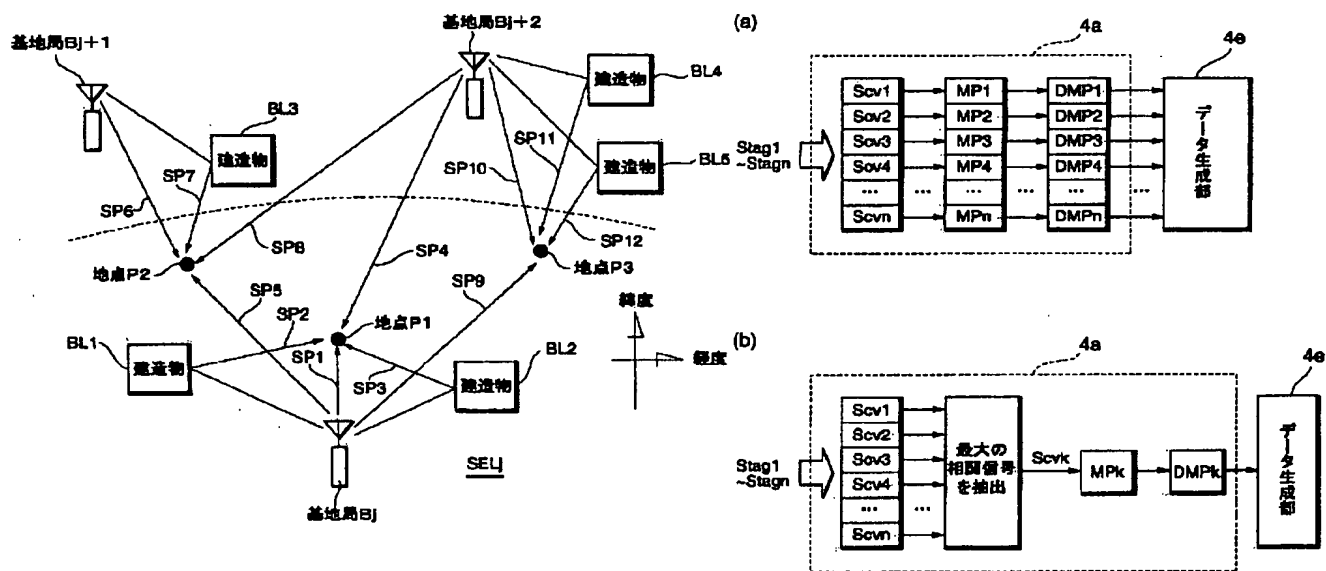 基地局Bj+1
基地局Bj+2
建造物
BL3
建造物
BL4
建造物
BL5
SP7
SP6
SP11
SP10
SP12
SP8
SP4
SP9
地点P2
地点P3
SP5
SP2
地点P1
緯度
経度
BL1
建造物
SP1
SP3
建造物
BL2
SELj
基地局Bj
(a)
4a
4e
Stag1
~Stagn
Scv1
MP1
DMP1
Scv2
MP2
DMP2
Scv3
MP3
DMP3
Scv4
MP4
DMP4
... ... ... ... ... ...
Scvn
MPn
DMPn
データ生成部
(b)
4a
4e
Stag1
~Stagn
Scv1
Scv2
Scv3
Scv4
... ...
Scvn
最大の
相関信号
を抽出
Scvk
MPk
DMPk
データ生成部